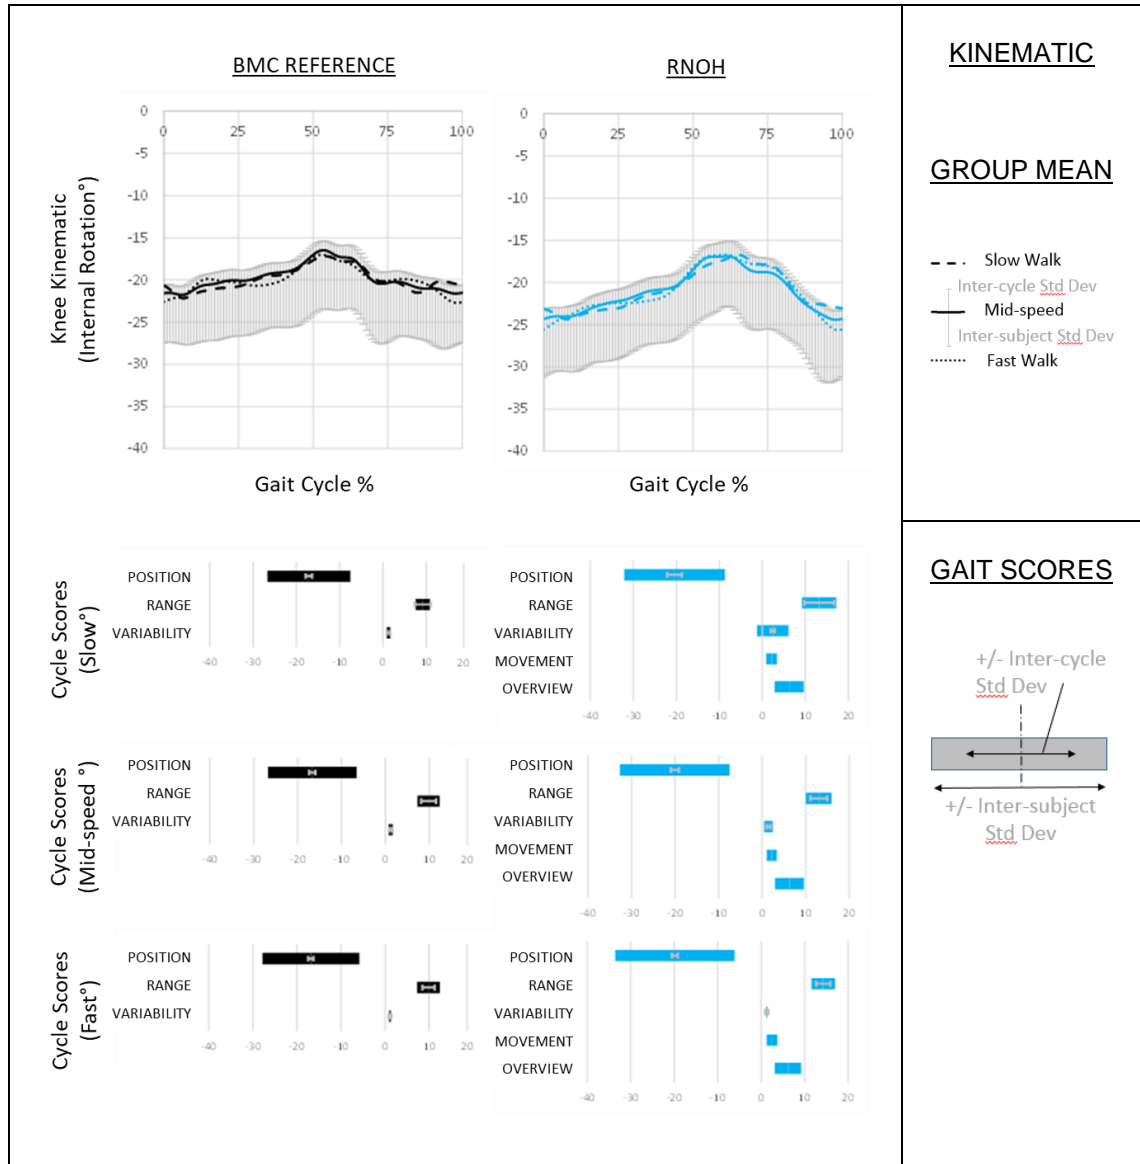 BMC REFERENCE
RNOH
Knee Kinematic
(Internal Rotation°)
0
0 25 50 75 100
-5
-10
-15
-20
-25
-30
-35
-40
Gait Cycle %
0
0 25 50 75 100
-5
-10
-15
-20
-25
-30
-35
-40
Gait Cycle %
Cycle Scores
(Slow°)
POSITION
RANGE
VARIABILITY
-40 -30 -20 -10 0 10 20
POSITION
RANGE
VARIABILITY
MOVEMENT
OVERVIEW
-40 -30 -20 -10 0 10 20
Cycle Scores
(Mid-speed °)
POSITION
RANGE
VARIABILITY
-40 -30 -20 -10 0 10 20
POSITION
RANGE
VARIABILITY
MOVEMENT
OVERVIEW
-40 -30 -20 -10 0 10 20
Cycle Scores
(Fast°)
POSITION
RANGE
VARIABILITY
-40 -30 -20 -10 0 10 20
POSITION
RANGE
VARIABILITY
MOVEMENT
OVERVIEW
-40 -30 -20 -10 0 10 20
KINEMATIC
GROUP MEAN
Slow Walk
Inter-cycle Std Dev
Mid-speed
Inter-subject Std Dev
Fast Walk
GAIT SCORES
+/- Inter-cycle
Std Dev
+/- Inter-subject
Std Dev